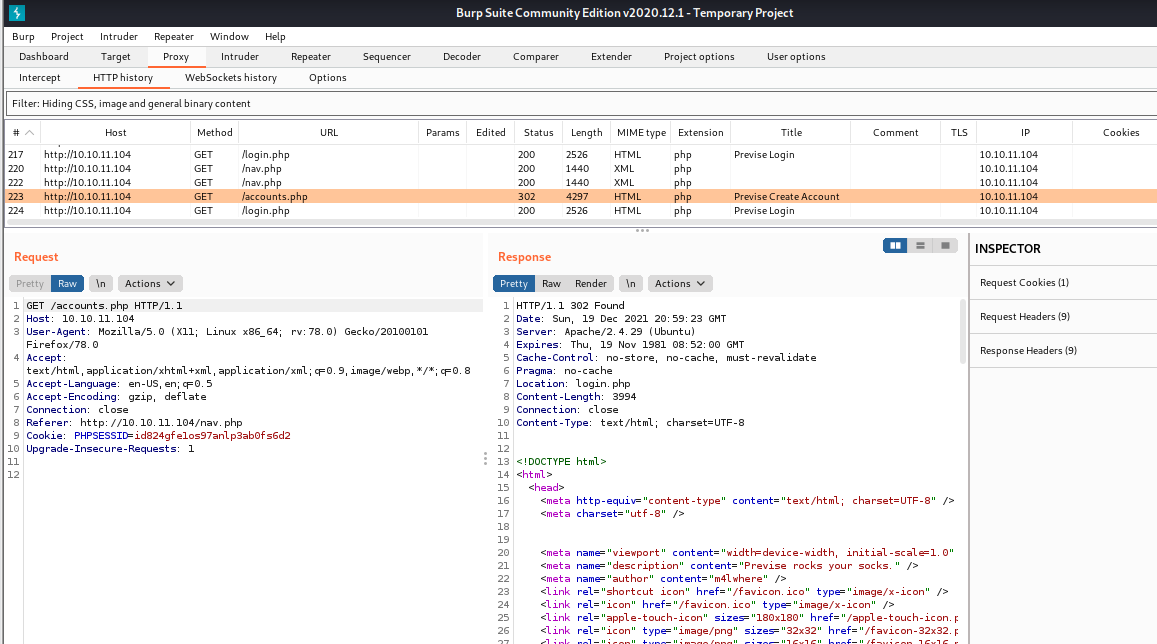 Burp Suite Community Edition v2020.12.1 - Temporary Project
Burp Project Intruder Repeater Window Help
Dashboard Target Proxy Intruder Repeater Sequencer Decoder Comparer Extender Project options User options
Intercept HTTP history WebSockets history Options
Filter: Hiding CSS, image and general binary content
# Host Method URL Params Edited Status Length MIME type Extension Title Comment TLS IP Cookies
217 http://10.10.11.104 GET /login.php 200 2526 HTML php Previse Login 10.10.11.104
220 http://10.10.11.104 GET /nav.php 200 1440 XML php 10.10.11.104
222 http://10.10.11.104 GET /nav.php 200 1440 XML php 10.10.11.104
223 http://10.10.11.104 GET /accounts.php 302 4297 HTML php Previse Create Account 10.10.11.104
224 http://10.10.11.104 GET /login.php 200 2526 HTML php Previse Login 10.10.11.104
Request
Pretty Raw \n Actions
1 GET /accounts.php HTTP/1.1
2 Host: 10.10.11.104
3 User-Agent: Mozilla/5.0 (X11; Linux x86_64; rv:78.0) Gecko/20100101
Firefox/78.0
4 Accept:
text/html,application/xhtml+xml,application/xml;q=0.9,image/webp,*/*;q=0.8
5 Accept-Language: en-US,en;q=0.5
6 Accept-Encoding: gzip, deflate
7 Connection: close
8 Referer: http://10.10.11.104/nav.php
9 Cookie: PHPSESSID=id824gfe1os97anlp3ab0fs6d2
10 Upgrade-Insecure-Requests: 1
11
12
Response
Pretty Raw Render \n Actions
1 HTTP/1.1 302 Found
2 Date: Sun, 19 Dec 2021 20:59:23 GMT
3 Server: Apache/2.4.29 (Ubuntu)
4 Expires: Thu, 19 Nov 1981 08:52:00 GMT
5 Cache-Control: no-store, no-cache, must-revalidate
6 Pragma: no-cache
7 Location: login.php
8 Content-Length: 3994
9 Connection: close
10 Content-Type: text/html; charset=UTF-8
11
12
13 <!DOCTYPE html>
14 <html>
15 <head>
16 <meta http-equiv="content-type" content="text/html; charset=UTF-8" />
17 <meta charset="utf-8" />
18
19
20 <meta name="viewport" content="width=device-width, initial-scale=1.0"
21 <meta name="description" content="Previse rocks your socks." />
22 <meta name="author" content="m4lwhere" />
23 <link rel="shortcut icon" href="/favicon.ico" type="image/x-icon" />
24 <link rel="icon" href="/favicon.ico" type="image/x-icon" />
25 <link rel="apple-touch-icon" sizes="180x180" href="/apple-touch-icon.p
26 <link rel="icon" type="image/png" sizes="32x32" href="/favicon-32x32.p
INSPECTOR
Request Cookies (1)
Request Headers (9)
Response Headers (9)